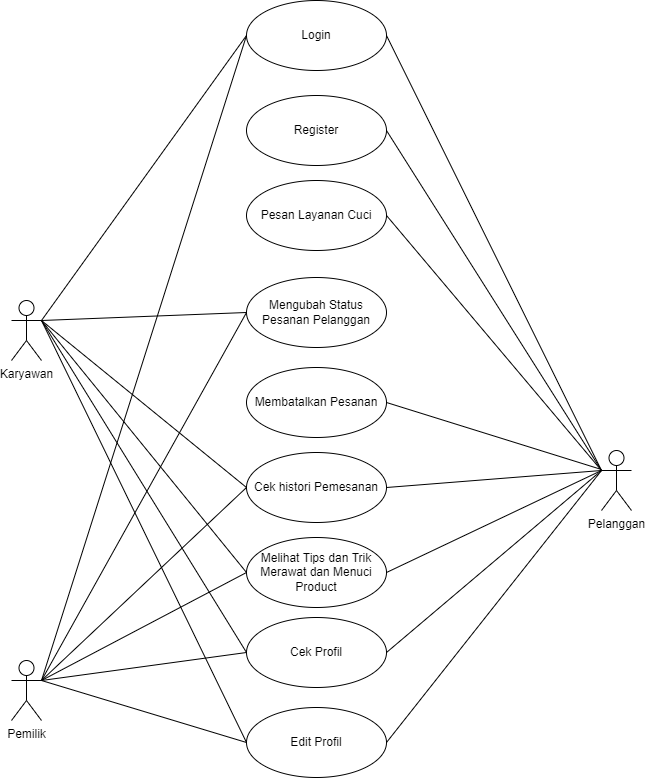 Login
Register
Pesan Layanan Cuci
Mengubah Status
Pesanan Pelanggan
Karyawan
Membatalkan Pesanan
Cek histori Pemesanan
Pelanggan
Melihat Tips dan Trik
Merawat dan Menuci
Product
Cek Profil
Pemilik
Edit Profil